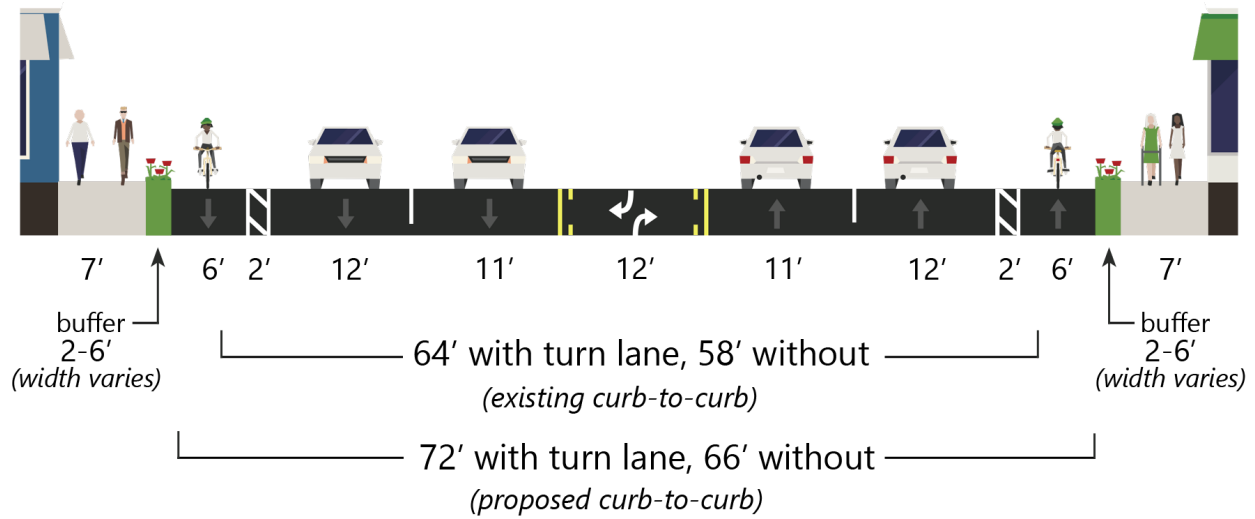 7′ 6′ 2′ 12′ 11′ 12′ 11′ 12′ 2′ 6′ 7′
buffer
2-6′
(width varies)
buffer
2-6′
(width varies)
64′ with turn lane, 58′ without
(existing curb-to-curb)
72′ with turn lane, 66′ without
(proposed curb-to-curb)